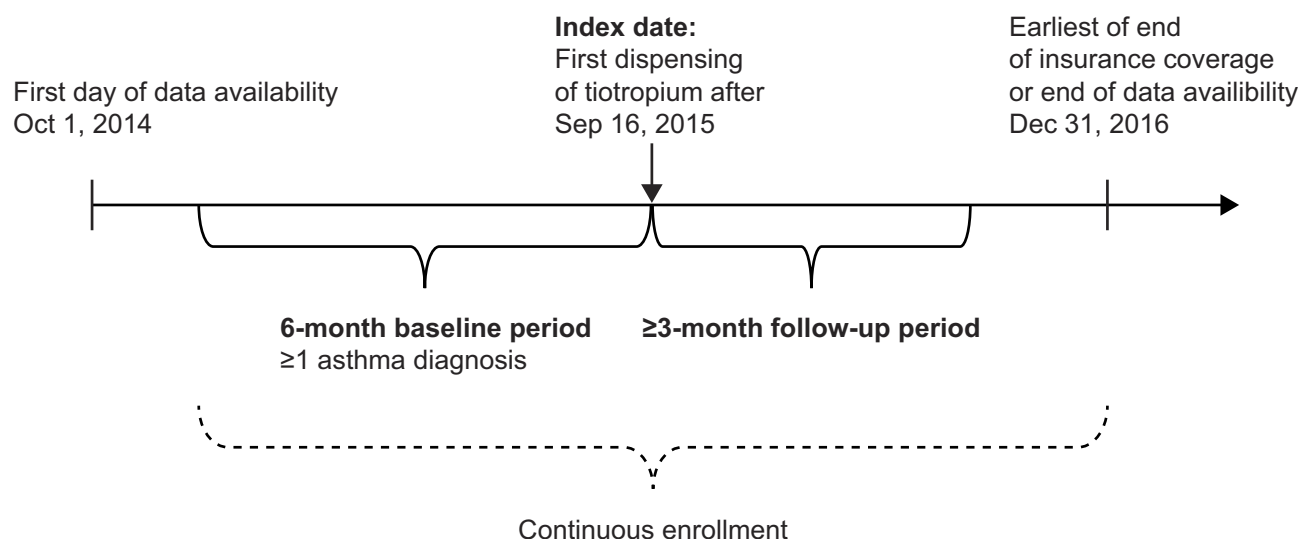 First day of data availability
Oct 1, 2014
Index date:
First dispensing
of tiotropium after
Sep 16, 2015
Earliest of end
of insurance coverage
or end of data availibility
Dec 31, 2016
6-month baseline period
≥1 asthma diagnosis
≥3-month follow-up period
Continuous enrollment